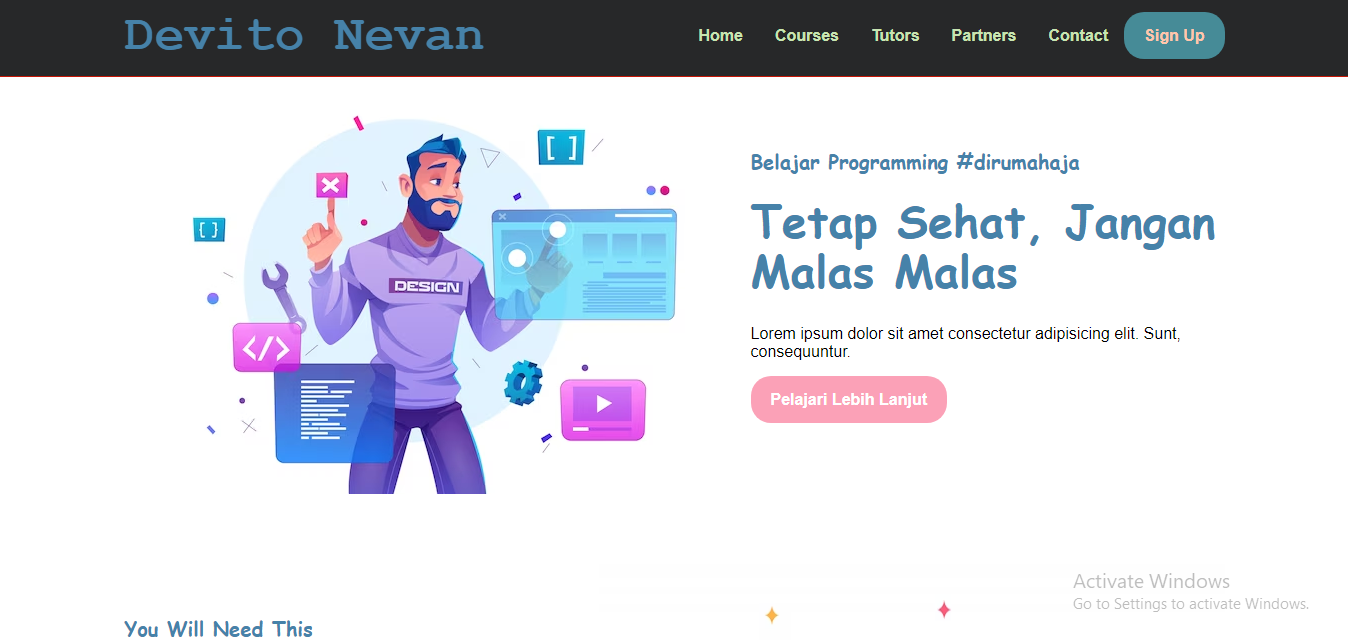 Devito Nevan
Home Courses Tutors Partners Contact Sign Up
[ ]
[ ]
DESIGN
</>
Belajar Programming #dirumahaja
Tetap Sehat, Jangan
Malas Malas
Lorem ipsum dolor sit amet consectetur adipisicing elit. Sunt,
consequuntur.
Pelajari Lebih Lanjut
Activate Windows
Go to Settings to activate Windows.
You Will Need This